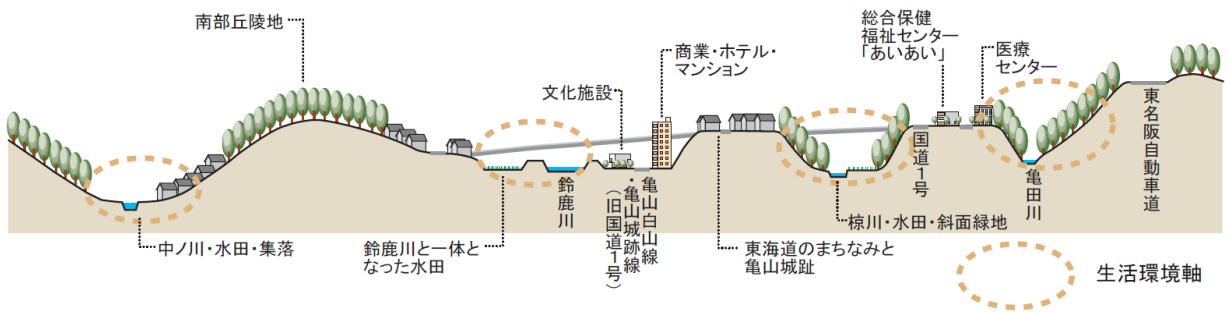 南部丘陵地
商業・ホテル・
マンション
文化施設
総合保健
福祉センター
「あいあい」
医療
センター
中ノ川・水田・集落
鈴鹿川と一体と
なった水田
鈴鹿川
亀山白山線
・亀山城跡線
（旧国道1号）
東海道のまちなみと
亀山城趾
椋川・水田・斜面緑地
国道1号
亀田川
東名阪自動車道
生活環境軸